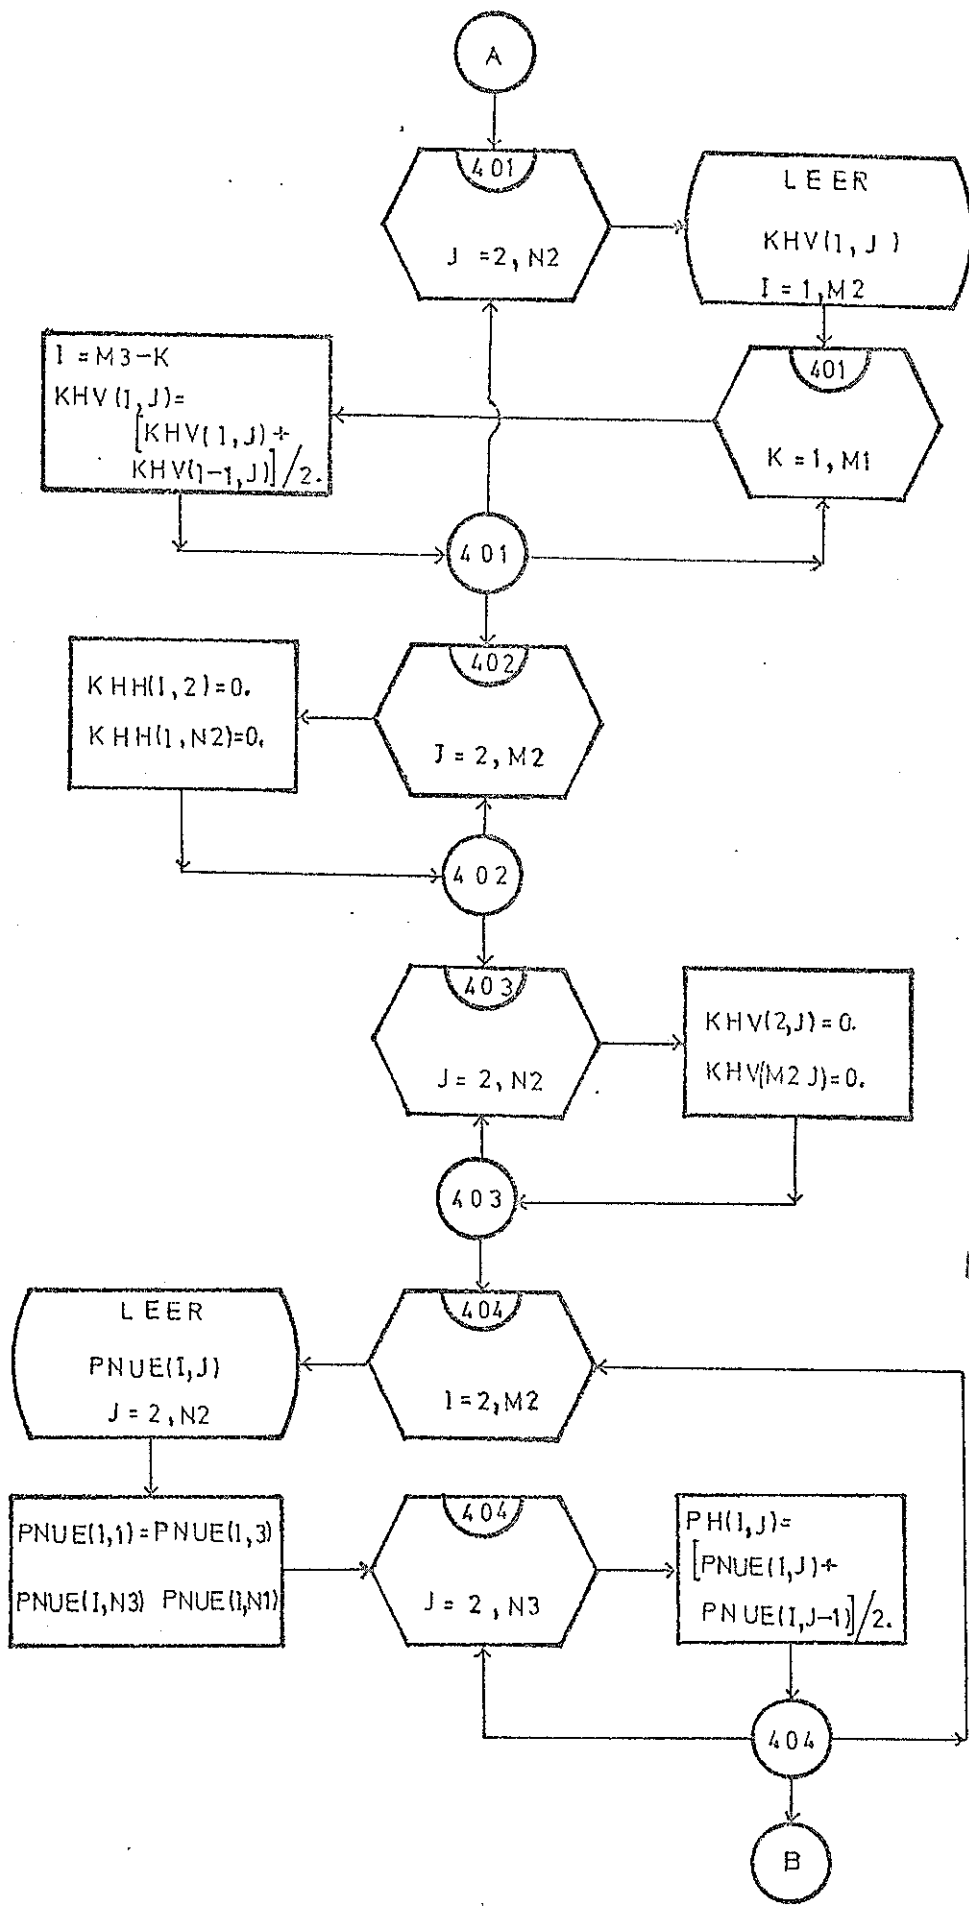 A
401
J = 2, N2
LEER
KHV(I, J)
I = 1, M2
401
K = 1, M1
I = M3-K
KHV(I, J)=
[KHV(I, J) +
KHV(I-1, J)]/2.
401
402
J = 2, M2
KHH(I, 2)=0.
KHH(I, N2)=0.
402
403
J = 2, N2
KHV(2, J)=0.
KHV(M2 J)=0.
403
404
I = 2, M2
LEER
PNUE(I, J)
J = 2, N2
PNUE(I, 1) = PNUE(I, 3)
PNUE(I, N3) PNUE(I, N1)
404
J = 2, N3
PH(I, J)=
[PNUE(I, J) +
PNUE(I, J-1)]/2.
404
B